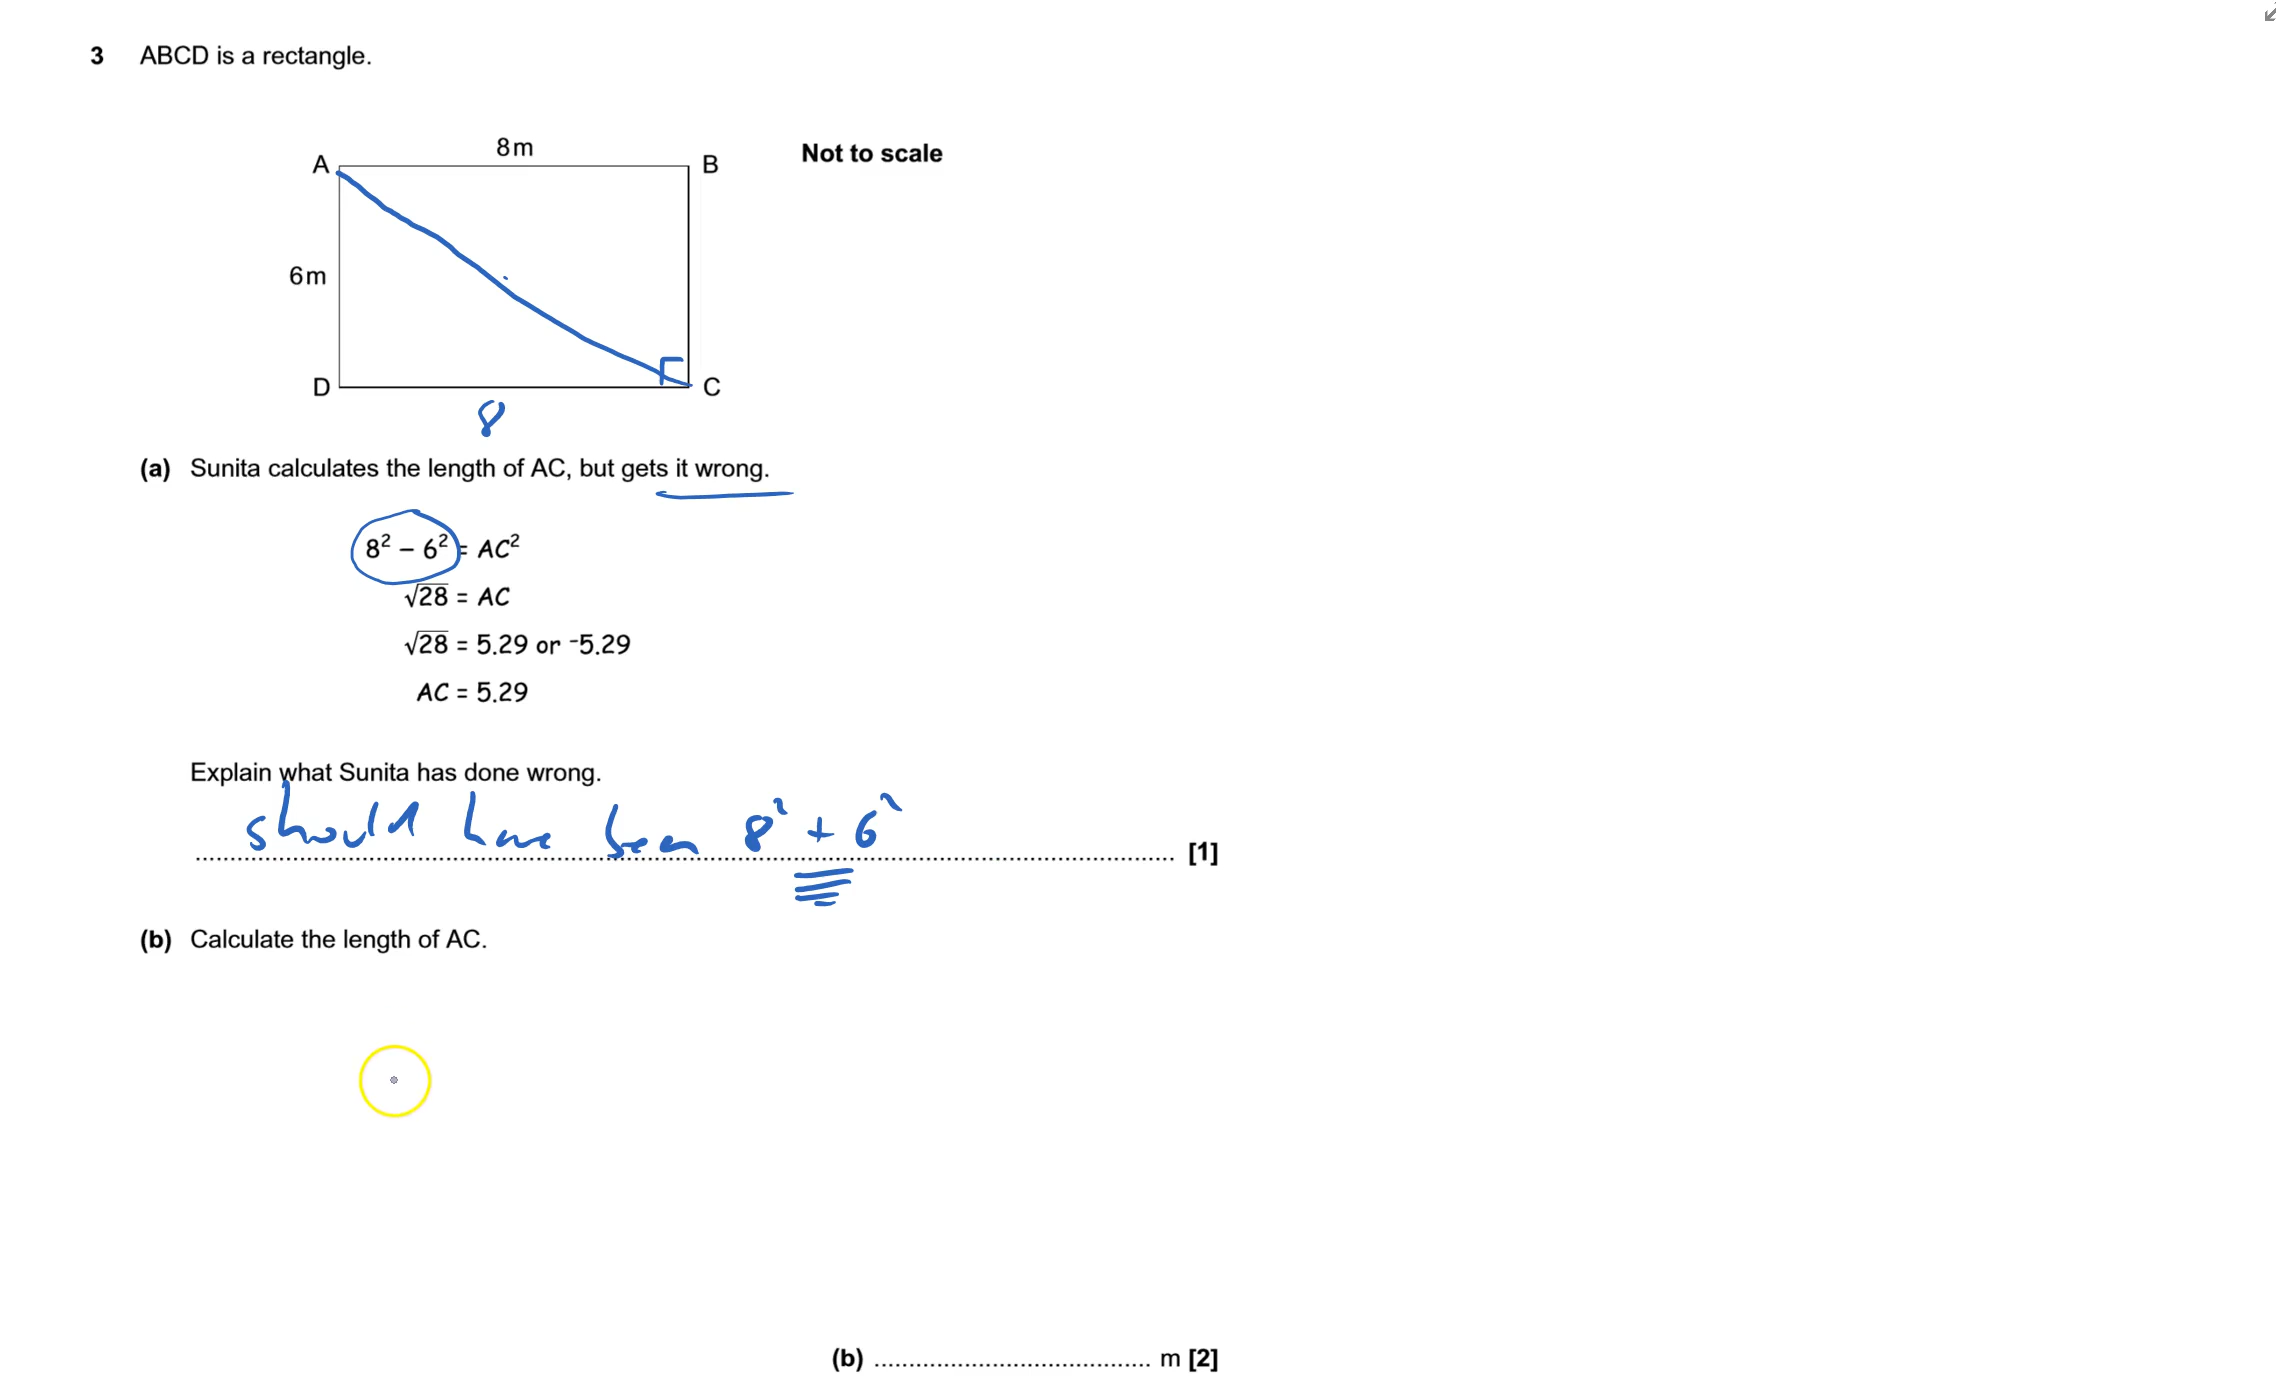 3 ABCD is a rectangle.
8 m
Not to scale
A
B
6 m
D
C
8
(a) Sunita calculates the length of AC, but gets it wrong.
8² – 6² = AC²
√28 = AC
√28 = 5.29 or ⁻5.29
AC = 5.29
Explain what Sunita has done wrong.
should have been 8² + 6²
[1]
(b) Calculate the length of AC.
(b) ........................................ m [2]